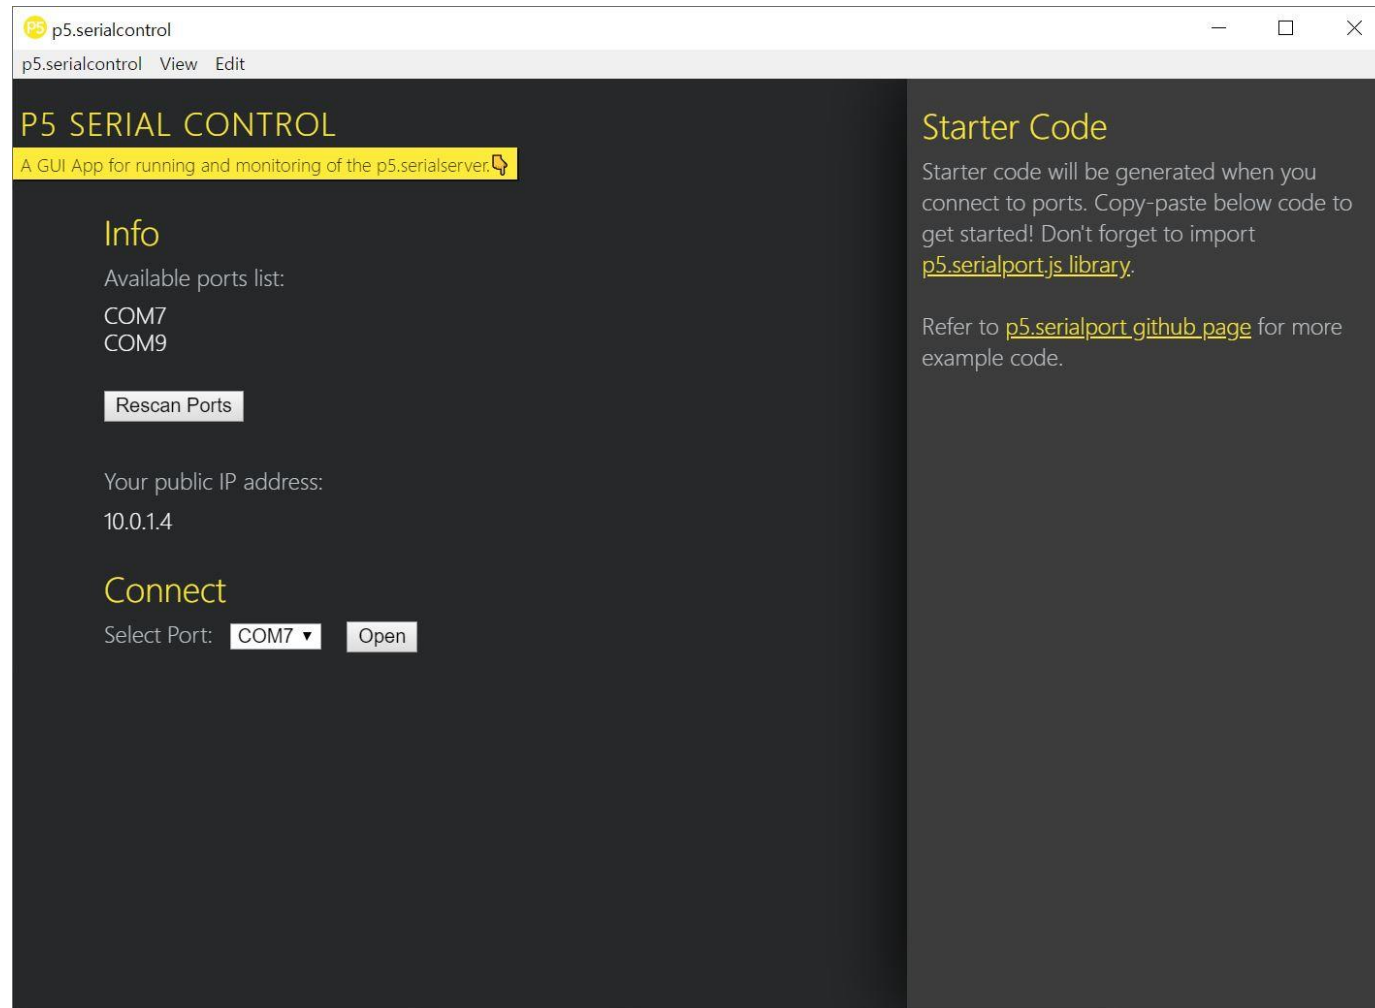 P5 p5.serialcontrol
p5.serialcontrol View Edit
P5 SERIAL CONTROL
A GUI App for running and monitoring of the p5.serialserver.👇
Info
Available ports list:
COM7
COM9
Rescan Ports
Your public IP address:
10.0.1.4
Connect
Select Port: COM7 ▾ Open
Starter Code
Starter code will be generated when you
connect to ports. Copy-paste below code to
get started! Don't forget to import
p5.serialport.js library.
Refer to p5.serialport github page for more
example code.